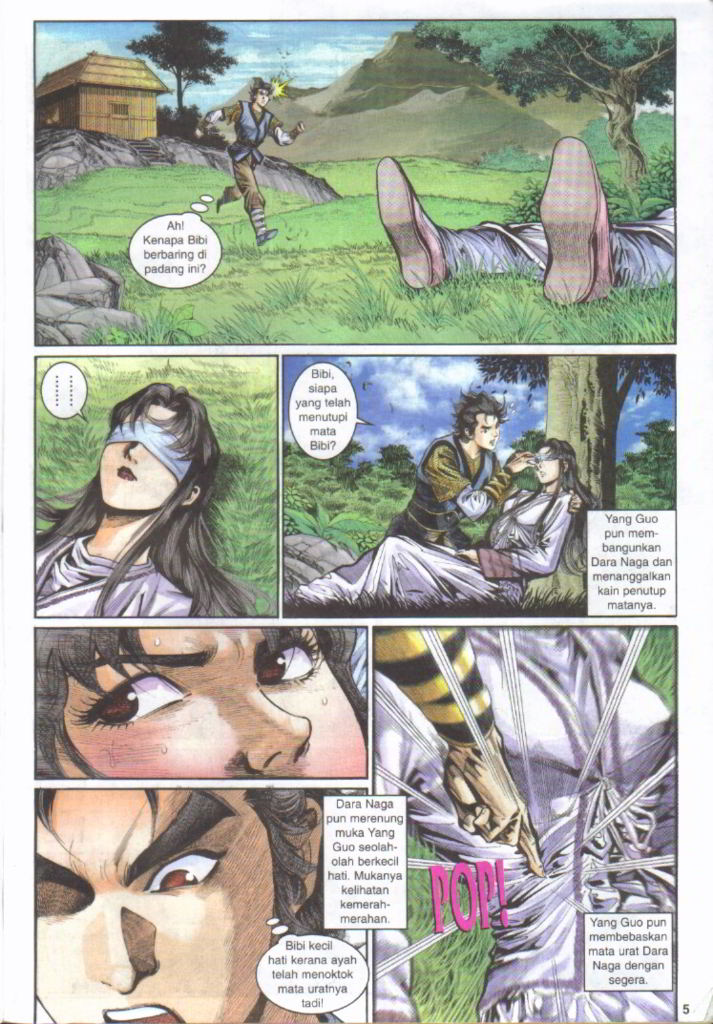 Ah!
Kenapa Bibi
berbaring di
padang ini?
Bibi,
siapa
yang telah
menutupi
mata
Bibi?
Yang Guo
pun mem-
bangunkan
Dara Naga dan
menanggalkan
kain penutup
matanya.
Dara Naga
pun merenung
muka Yang
Guo seolah-
olah berkecil
hati. Mukanya
kelihatan
kemerah-
merahan.
Bibi kecil
hati kerana ayah
telah menoktok
mata uratnya
tadi!
POP!
Yang Guo pun
membebaskan
mata urat Dara
Naga dengan
segera.
5